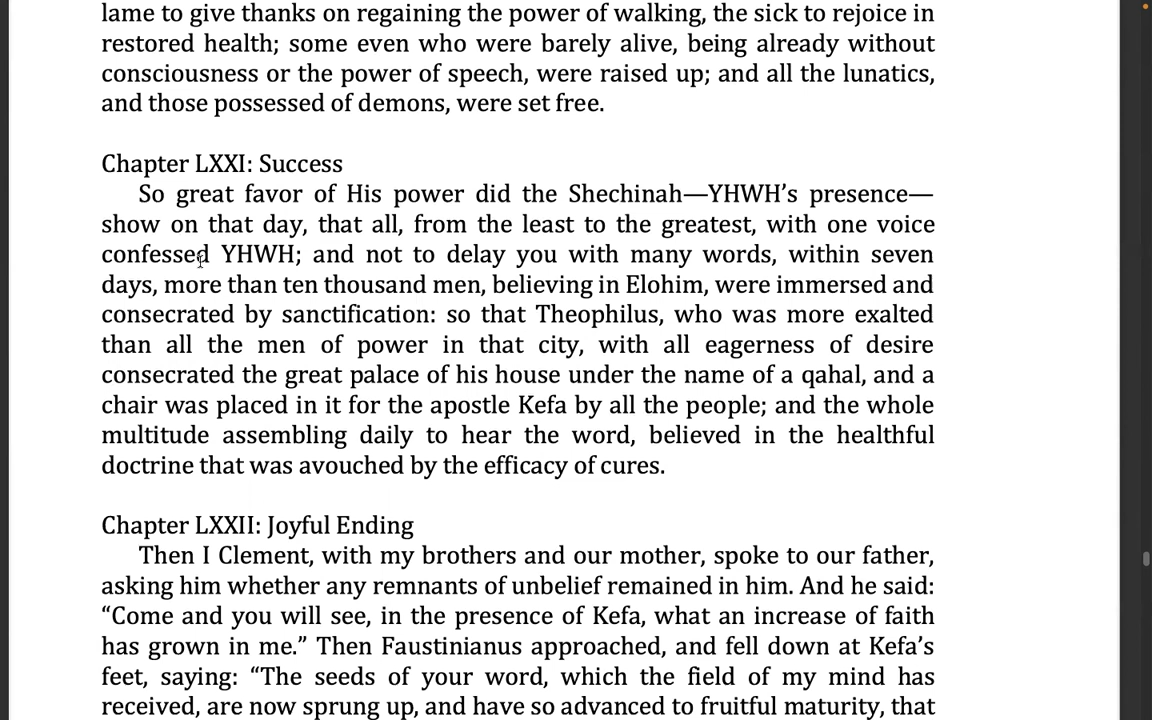 lame to give thanks on regaining the power of walking, the sick to rejoice in
restored health; some even who were barely alive, being already without
consciousness or the power of speech, were raised up; and all the lunatics,
and those possessed of demons, were set free.
Chapter LXXI: Success
So great favor of His power did the Shechinah—YHWH’s presence—
show on that day, that all, from the least to the greatest, with one voice
confessed YHWH; and not to delay you with many words, within seven
days, more than ten thousand men, believing in Elohim, were immersed and
consecrated by sanctification: so that Theophilus, who was more exalted
than all the men of power in that city, with all eagerness of desire
consecrated the great palace of his house under the name of a qahal, and a
chair was placed in it for the apostle Kefa by all the people; and the whole
multitude assembling daily to hear the word, believed in the healthful
doctrine that was avouched by the efficacy of cures.
Chapter LXXII: Joyful Ending
Then I Clement, with my brothers and our mother, spoke to our father,
asking him whether any remnants of unbelief remained in him. And he said:
“Come and you will see, in the presence of Kefa, what an increase of faith
has grown in me.” Then Faustinianus approached, and fell down at Kefa’s
feet, saying: “The seeds of your word, which the field of my mind has
received, are now sprung up, and have so advanced to fruitful maturity, that